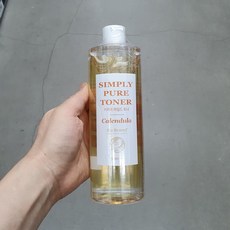 SIMPLY
PURE
TONER
Calendula